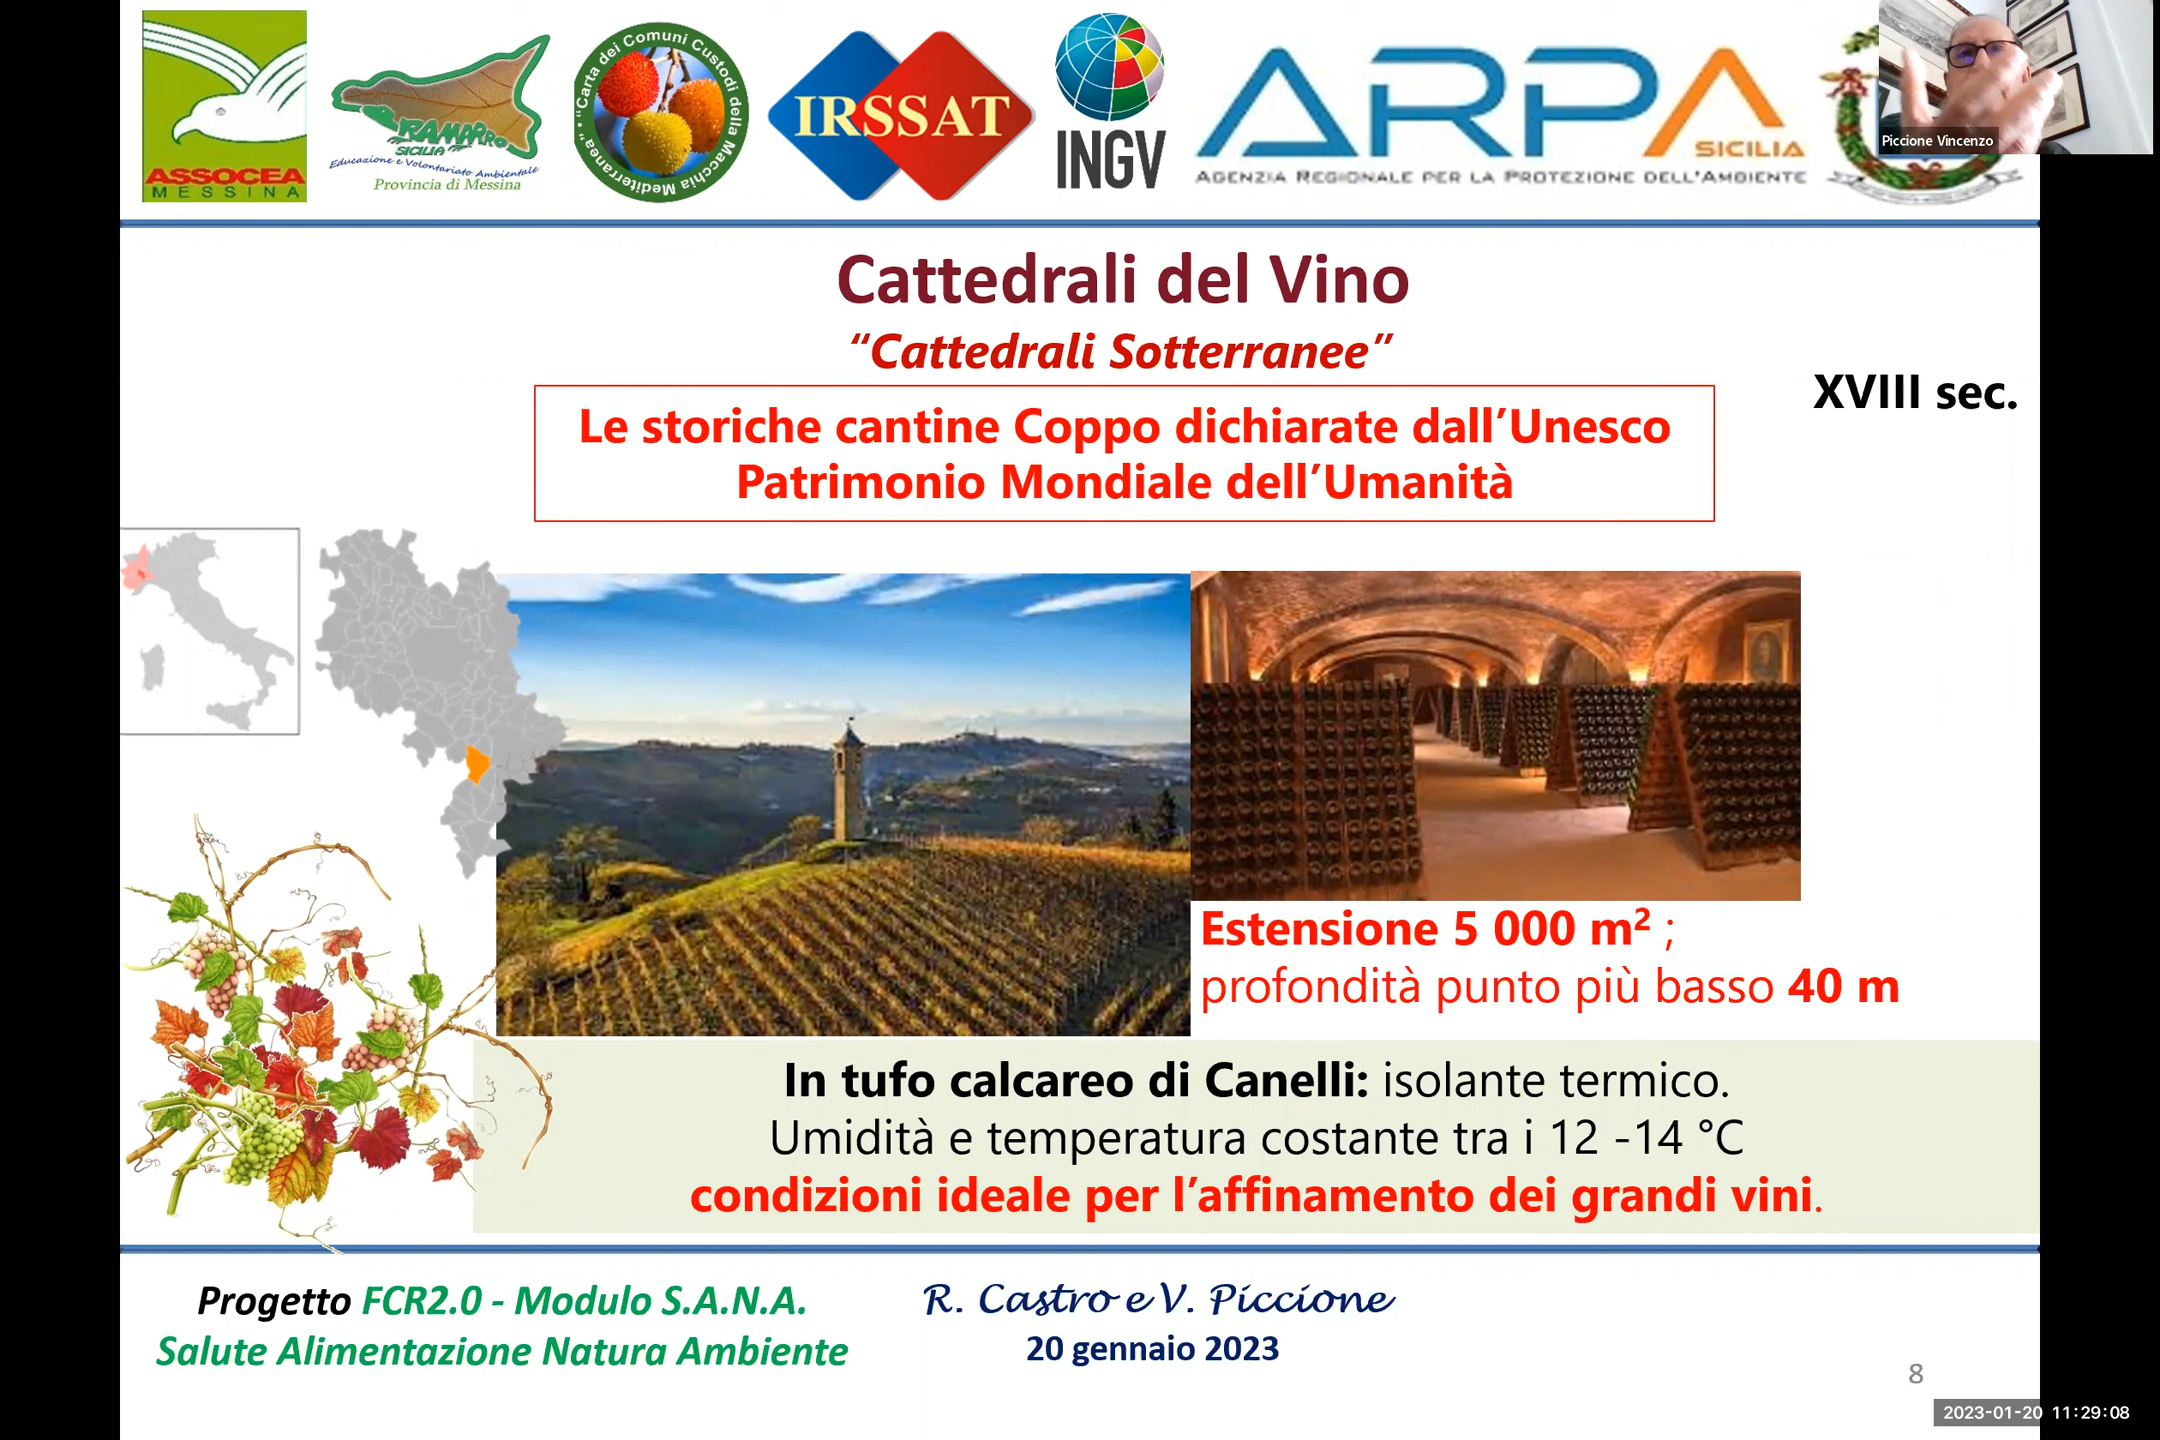 ASSOCEA
MESSINA
RAMARRO
SICILIA
Educazione e Volontariato Ambientale
Provincia di Messina
"Carta dei Comuni Custodi della Macchia Mediterranea"
IRSSAT
INGV
ARPA
SICILIA
AGENZIA REGIONALE PER LA PROTEZIONE DELL'AMBIENTE
Piccione Vincenzo
Cattedrali del Vino
“Cattedrali Sotterranee”
XVIII sec.
Le storiche cantine Coppo dichiarate dall’Unesco
Patrimonio Mondiale dell’Umanità
Estensione 5 000 m² ;
profondità punto più basso 40 m
In tufo calcareo di Canelli: isolante termico.
Umidità e temperatura costante tra i 12 -14 °C
condizioni ideale per l’affinamento dei grandi vini.
Progetto FCR2.0 - Modulo S.A.N.A.
Salute Alimentazione Natura Ambiente
R. Castro e V. Piccione
20 gennaio 2023
8
2023-01-20 11:29:08